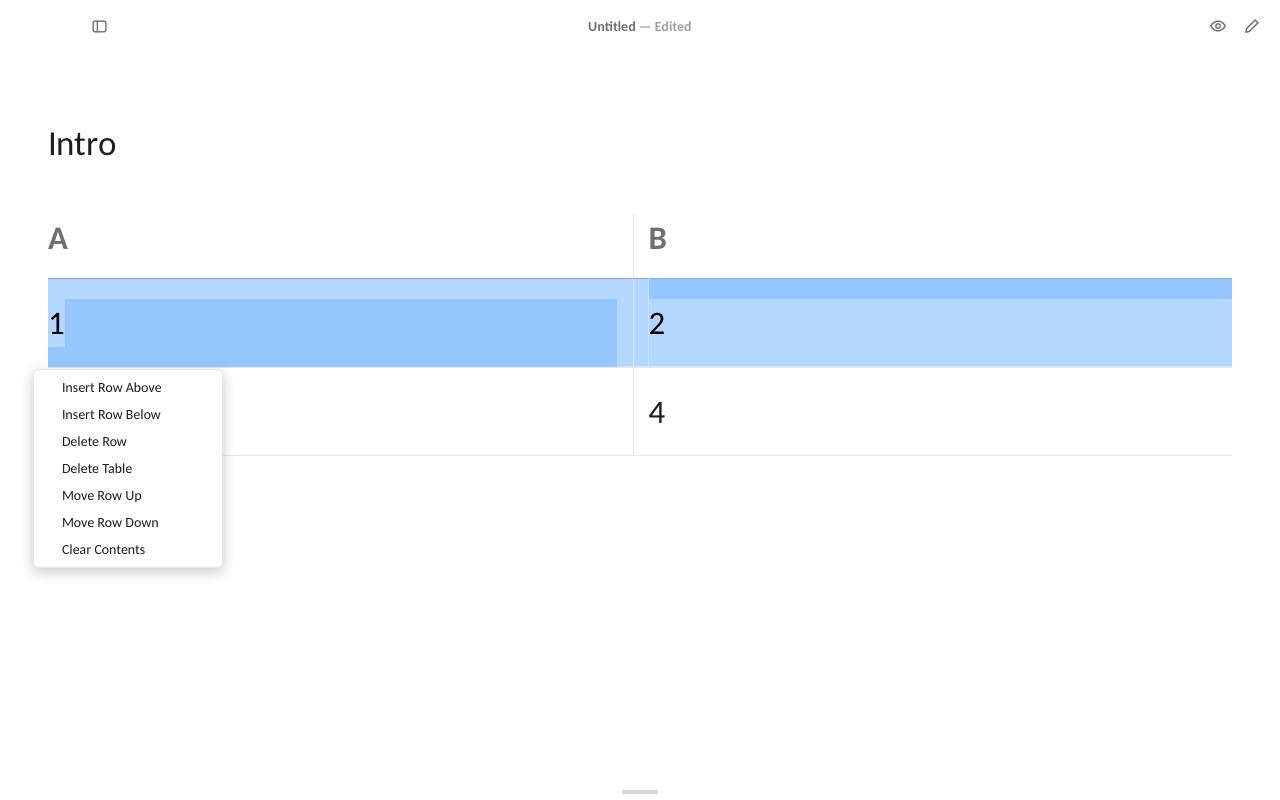 Untitled — Edited
Intro
A B
1 2
4
Insert Row Above
Insert Row Below
Delete Row
Delete Table
Move Row Up
Move Row Down
Clear Contents